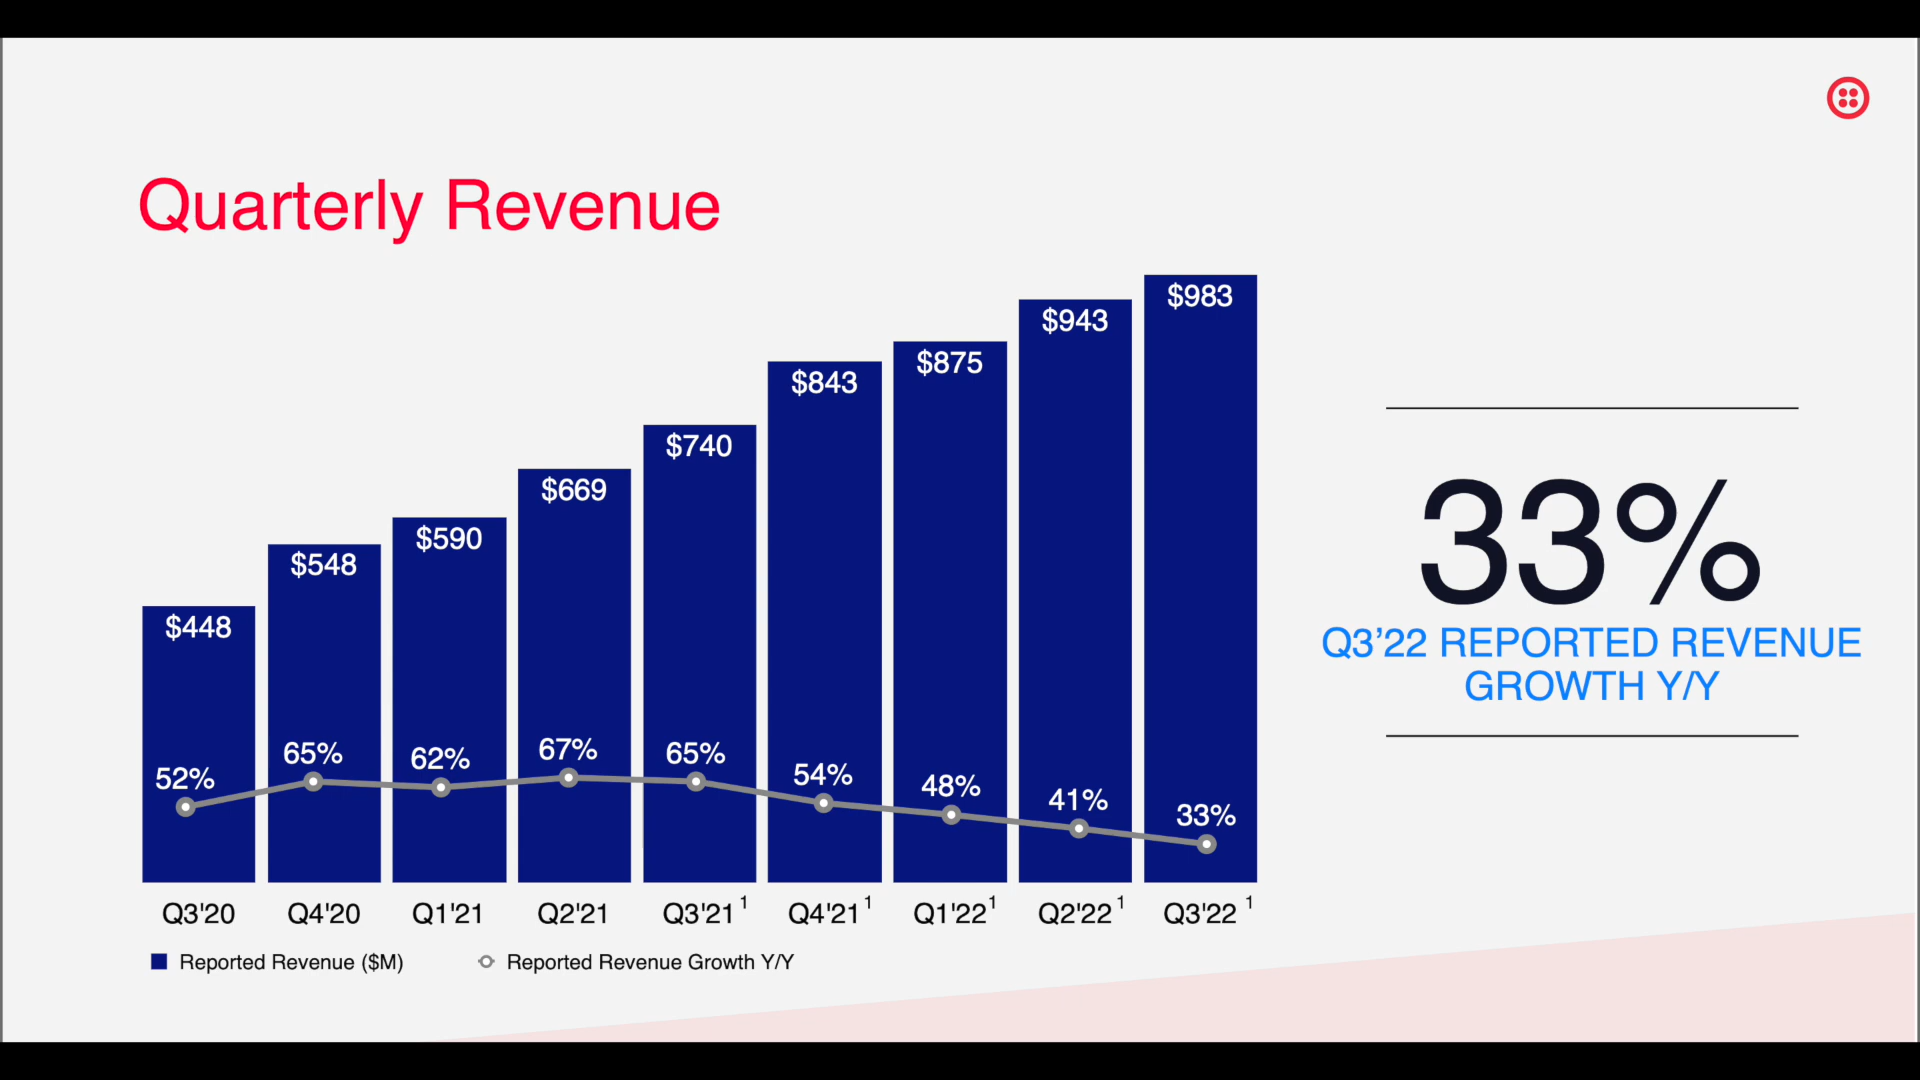 Quarterly Revenue
$448
$548
$590
$669
$740
$843
$875
$943
$983
52%
65%
62%
67%
65%
54%
48%
41%
33%
Q3'20
Q4'20
Q1'21
Q2'21
Q3'21 1
Q4'21 1
Q1'22 1
Q2'22 1
Q3'22 1
Reported Revenue ($M)
Reported Revenue Growth Y/Y
33%
Q3’22 REPORTED REVENUE
GROWTH Y/Y